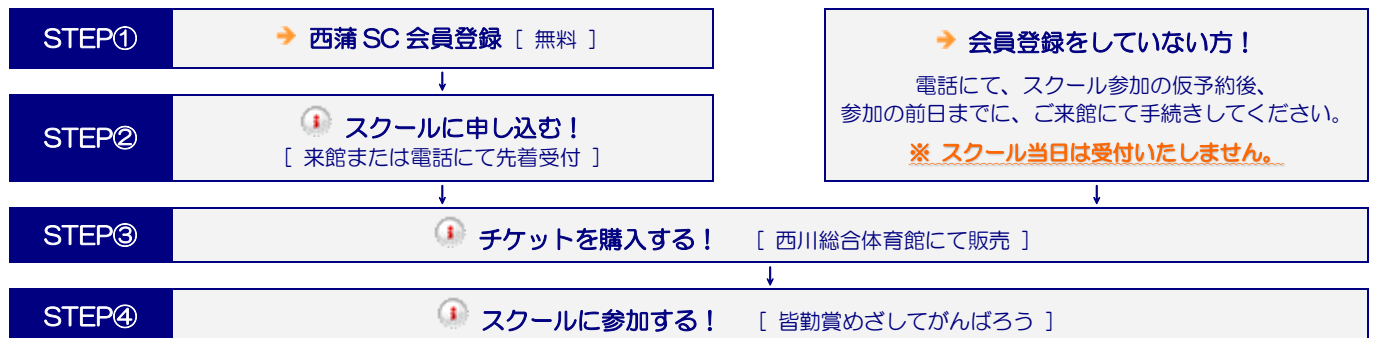 STEP① 西蒲 SC 会員登録 [ 無料 ]
↓
STEP② スクールに申し込む！
[ 来館または電話にて先着受付 ]
会員登録をしていない方！
電話にて、スクール参加の仮予約後、
参加の前日までに、ご来館にて手続きしてください。
※ スクール当日は受付いたしません。
↓ ↓
STEP③ チケットを購入する！ [ 西川総合体育館にて販売 ]
↓
STEP④ スクールに参加する！ [ 皆勤賞めざしてがんばろう ]